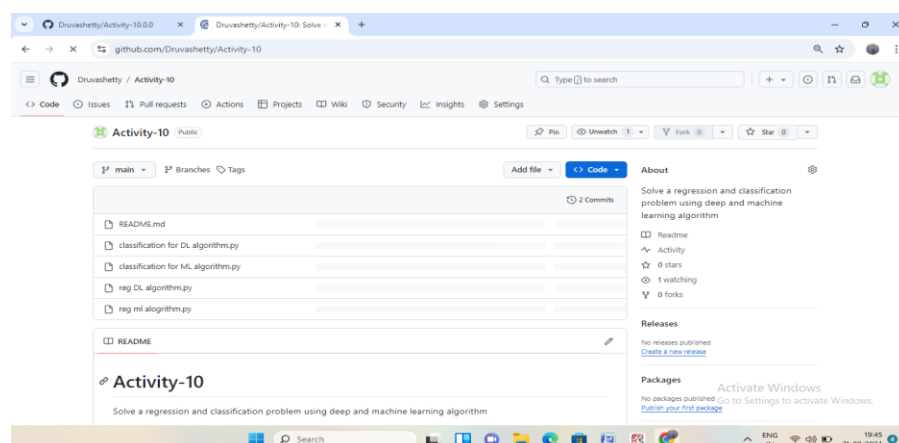 Druvashetty/Activity-10.0.0
Druvashetty/Activity-10: Solve
github.com/Druvashetty/Activity-10
Druvashetty / Activity-10
Type / to search
Code Issues Pull requests Actions Projects Wiki Security Insights Settings
Activity-10 Public
Pin Unwatch 1 Fork 0 Star 0
main Branches Tags
Add file Code
2 Commits
README.md
classification for DL algorithm.py
classification for ML algorithm.py
reg DL algorithm.py
reg ml alogrithm.py
README
Activity-10
Solve a regression and classification problem using deep and machine learning algorithm
About
Solve a regression and classification
problem using deep and machine
learning algorithm
Readme
Activity
0 stars
1 watching
0 forks
Releases
No releases published
Create a new release
Packages
No packages published
Publish your first package
Activate Windows
Go to Settings to activate Windows.
Search
ENG
19:45